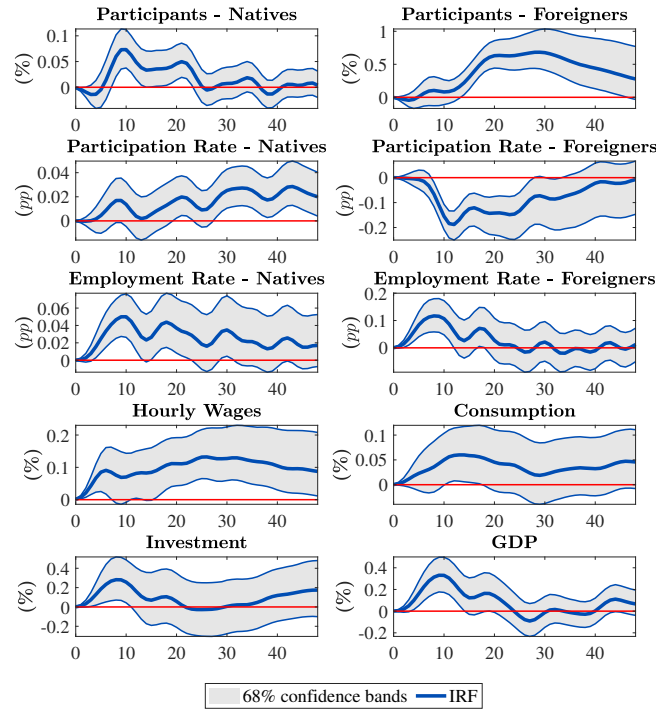 Participants - Natives
Participants - Foreigners
(%)
0.1
0.05
0
0 10 20 30 40
(%)
1
0.5
0
0 10 20 30 40
Participation Rate - Natives
Participation Rate - Foreigners
(pp)
0.04
0.02
0
0 10 20 30 40
(pp)
0
-0.1
-0.2
0 10 20 30 40
Employment Rate - Natives
Employment Rate - Foreigners
(pp)
0.06
0.04
0.02
0
0 10 20 30 40
(pp)
0.2
0.1
0
-0.1
0 10 20 30 40
Hourly Wages
Consumption
(%)
0.2
0.1
0
0 10 20 30 40
(%)
0.1
0.05
0
0 10 20 30 40
Investment
GDP
(%)
0.4
0.2
0
-0.2
0 10 20 30 40
(%)
0.4
0.2
0
-0.2
0 10 20 30 40
68% confidence bands IRF